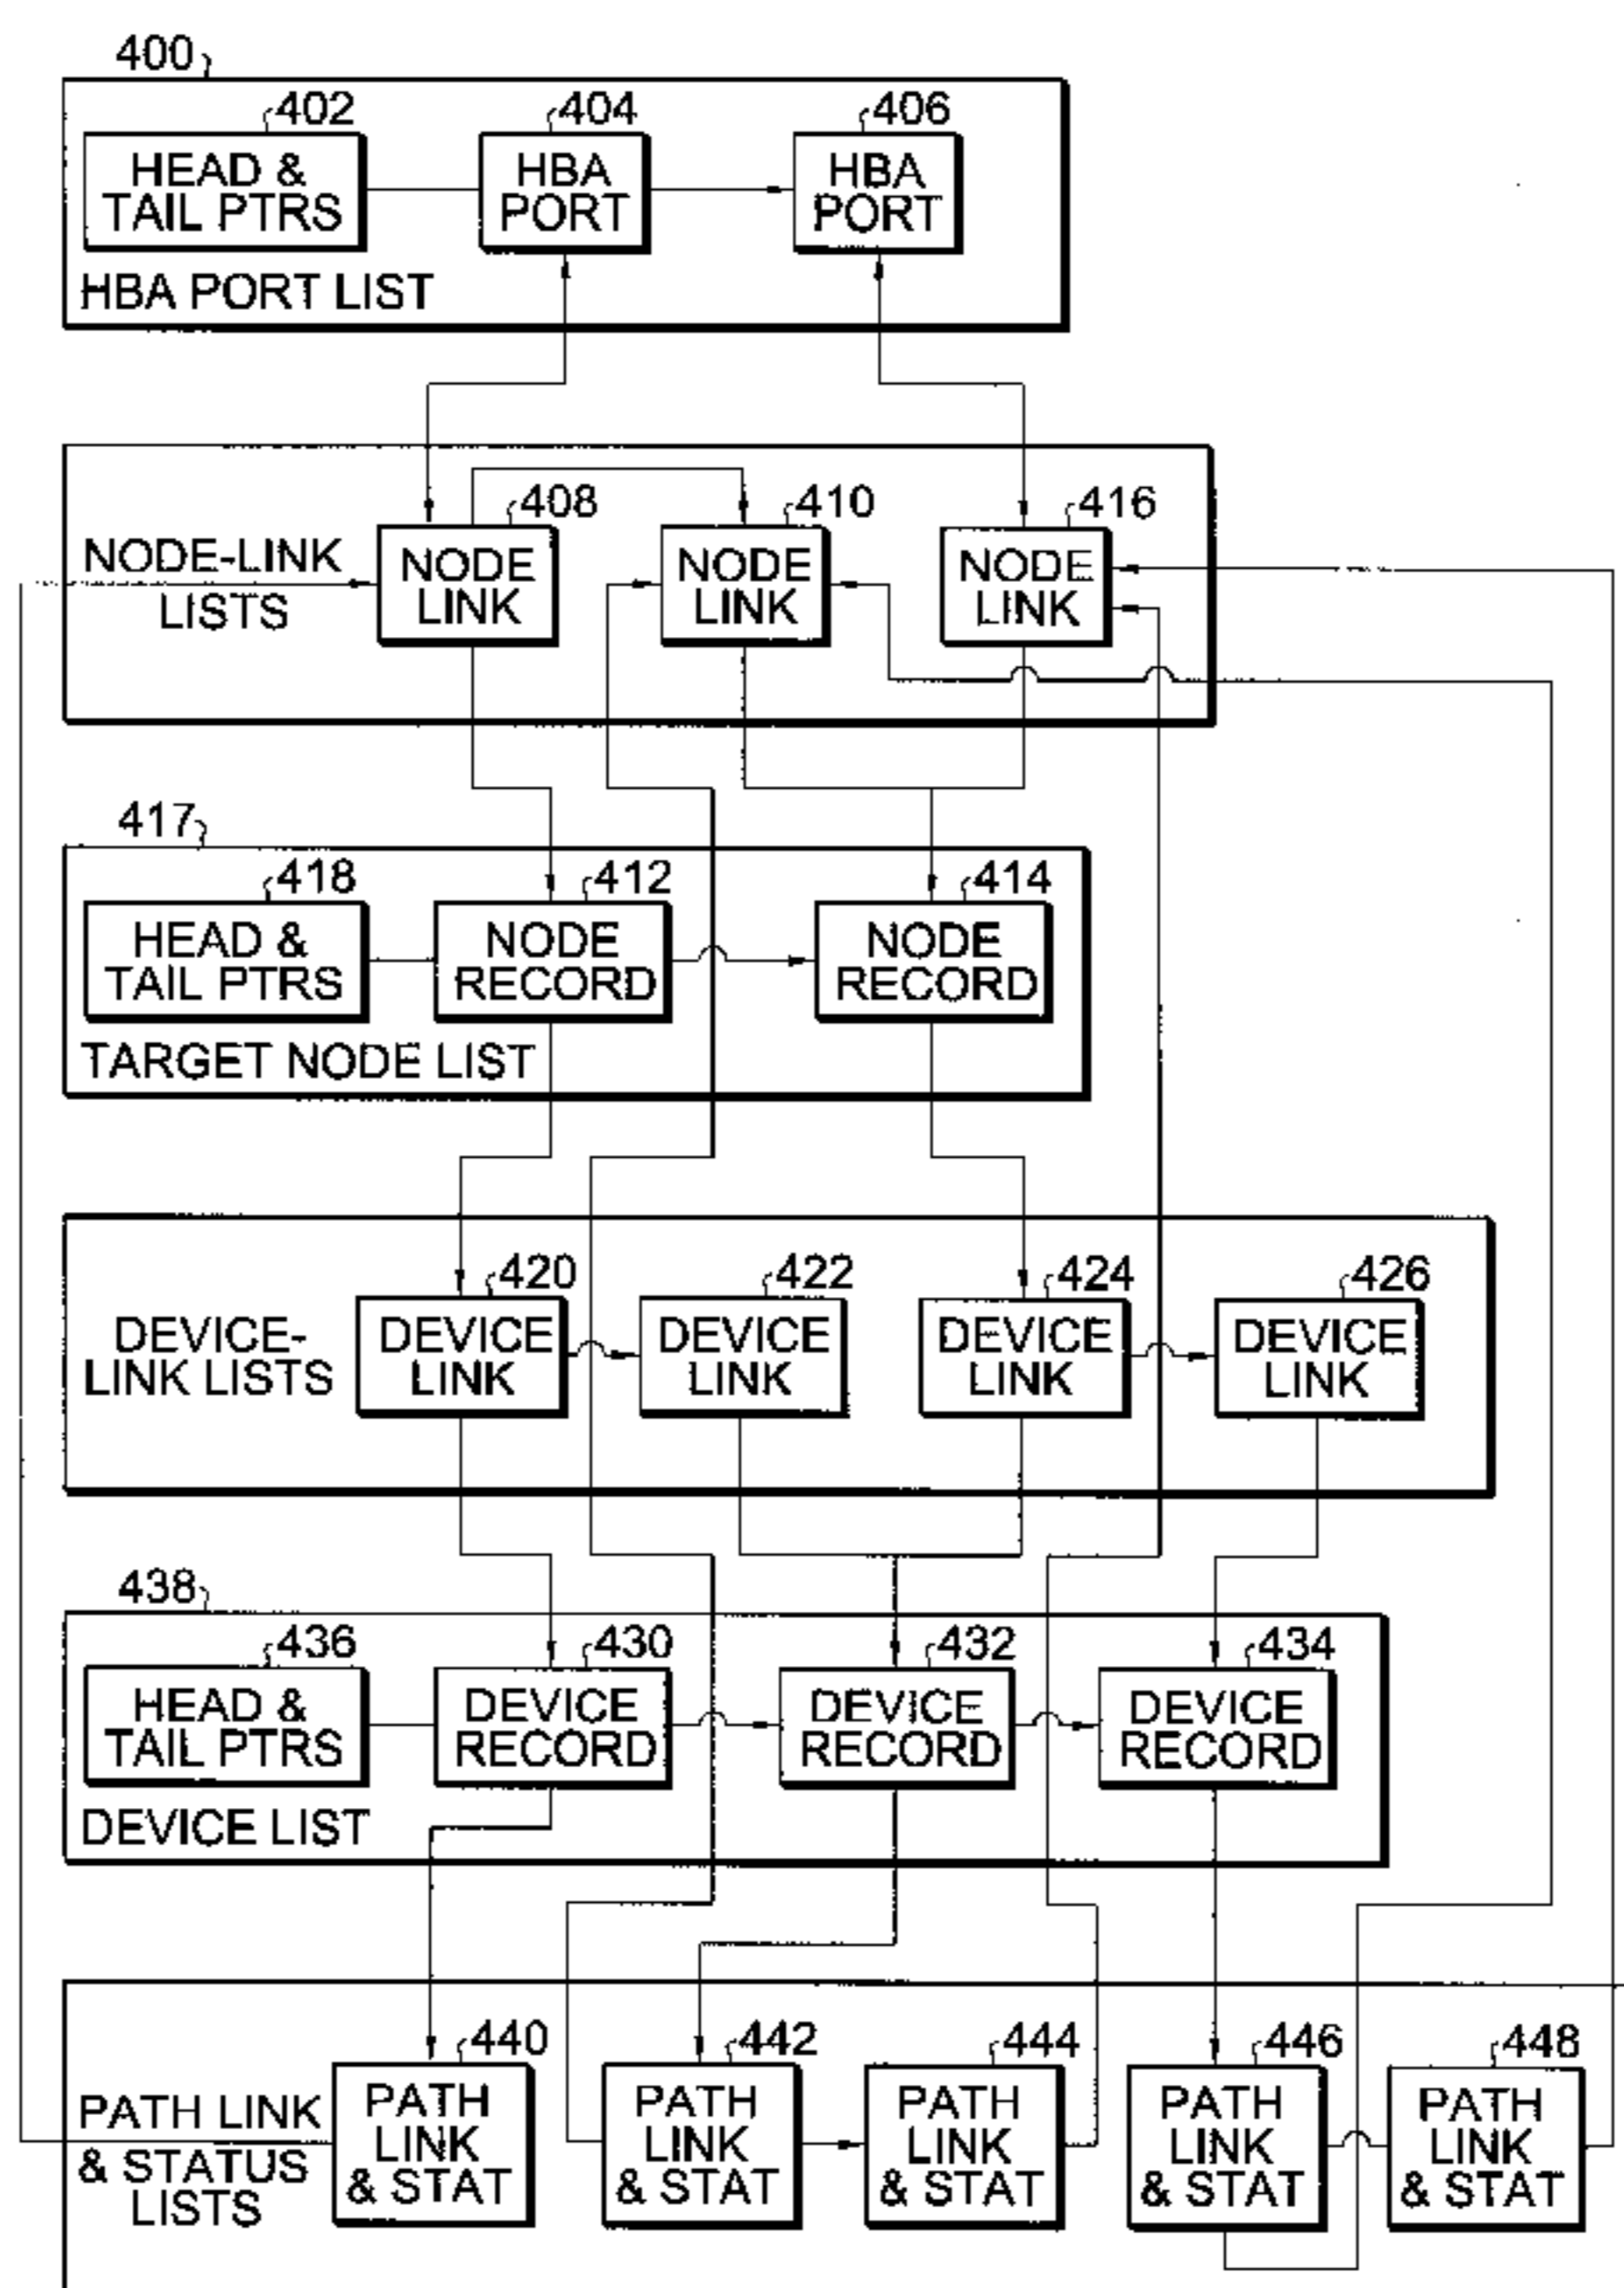 400
402
404
406
HEAD &
TAIL PTRS
HBA
PORT
HBA
PORT
HBA PORT LIST
408
410
416
NODE-LINK
LISTS
NODE
LINK
NODE
LINK
NODE
LINK
417
418
412
414
HEAD &
TAIL PTRS
NODE
RECORD
NODE
RECORD
TARGET NODE LIST
420
422
424
426
DEVICE-
LINK LISTS
DEVICE
LINK
DEVICE
LINK
DEVICE
LINK
DEVICE
LINK
438
436
430
432
434
HEAD &
TAIL PTRS
DEVICE
RECORD
DEVICE
RECORD
DEVICE
RECORD
DEVICE LIST
440
442
444
446
448
PATH LINK
& STATUS
LISTS
PATH
LINK
& STAT
PATH
LINK
& STAT
PATH
LINK
& STAT
PATH
LINK
& STAT
PATH
LINK
& STAT